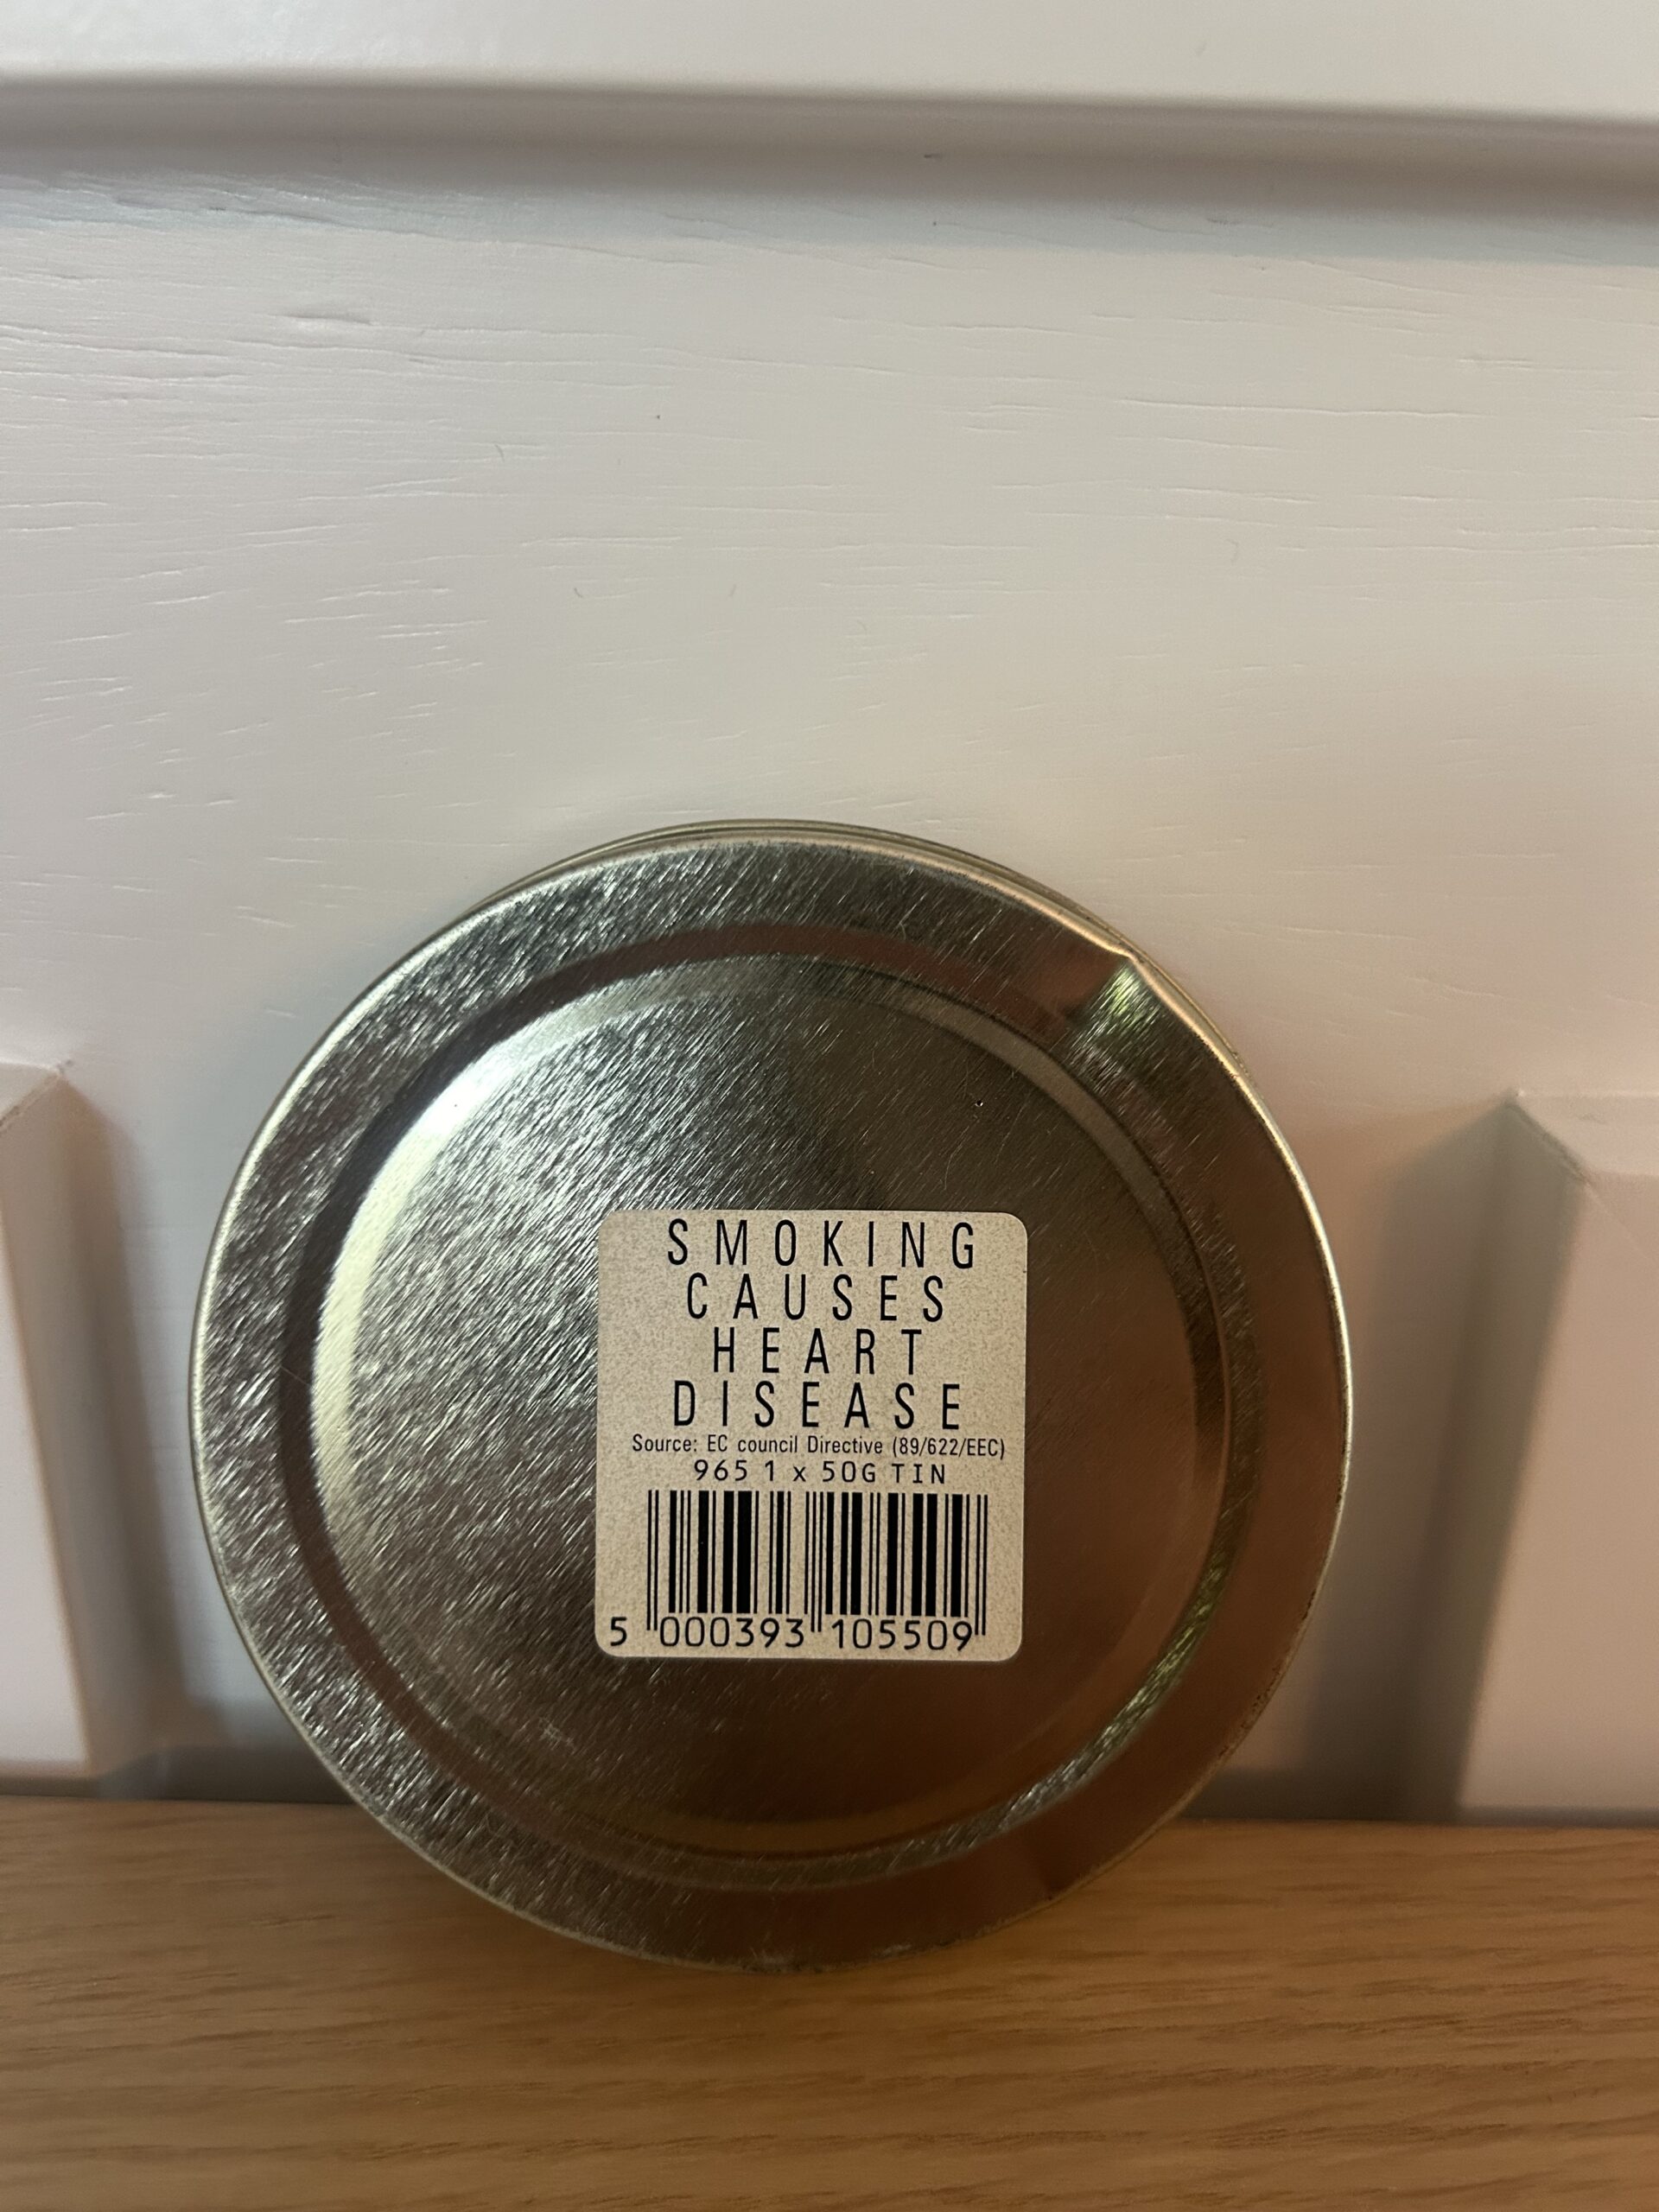 SMOKING
CAUSES
HEART
DISEASE
Source: EC council Directive (89/622/EEC)
965 1 x 50G TIN
5 000393 105509